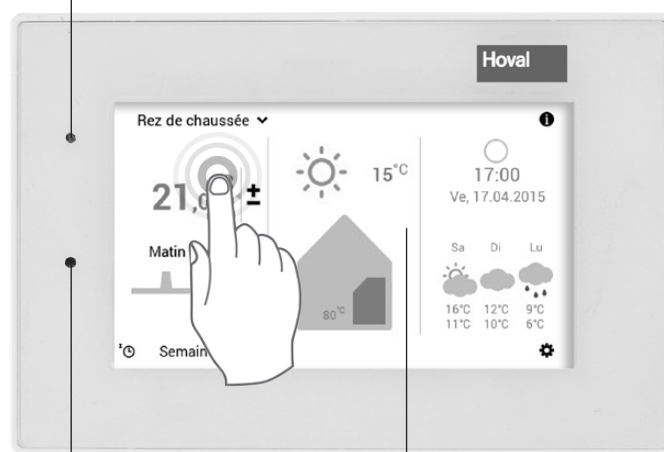 Hoval
Rez de chaussée
17:00
Ve, 17.04.2015
15°C
21,
±
Matin
80°C
Sa Di Lu
16°C 12°C 9°C
11°C 10°C 6°C
Semain